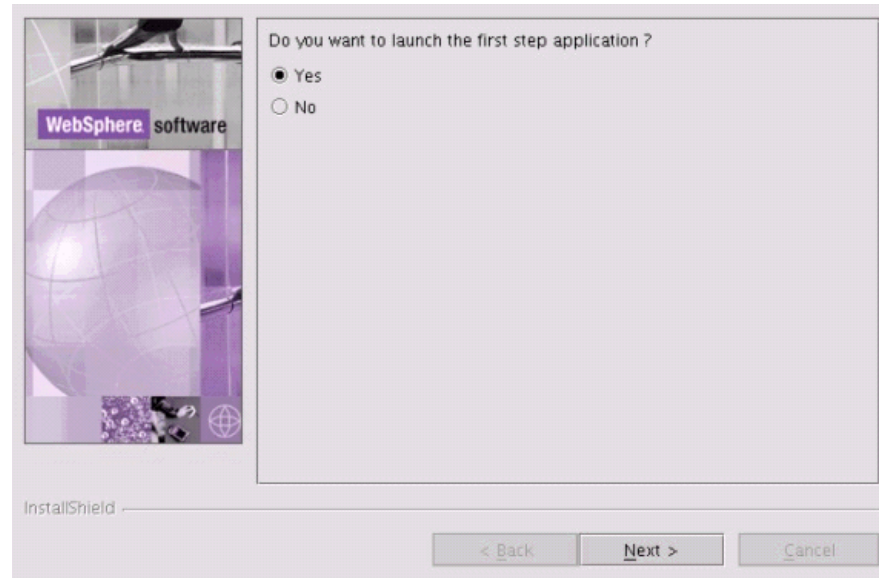 Do you want to launch the first step application ?
Yes
No
WebSphere software
InstallShield
< Back
Next >
Cancel